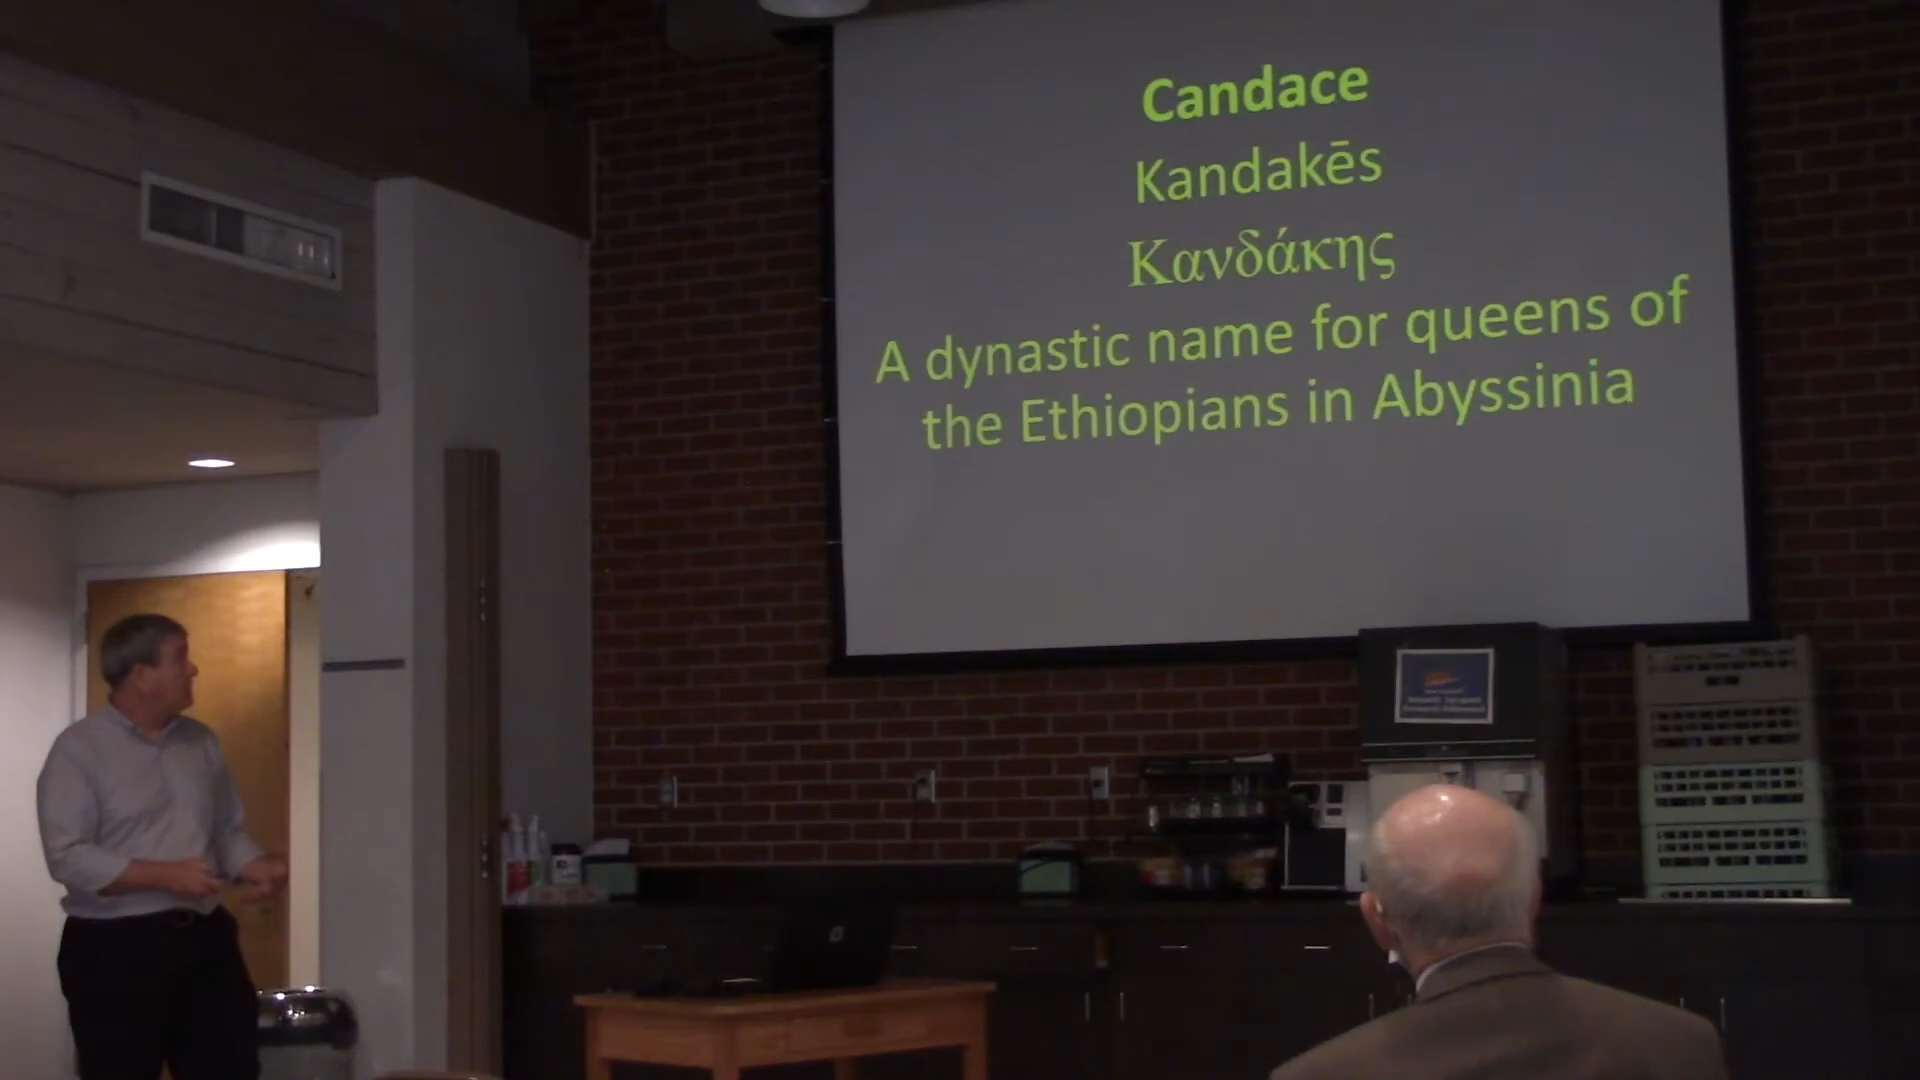 Candace
Kandakēs
Κανδάκης
A dynastic name for queens of
the Ethiopians in Abyssinia